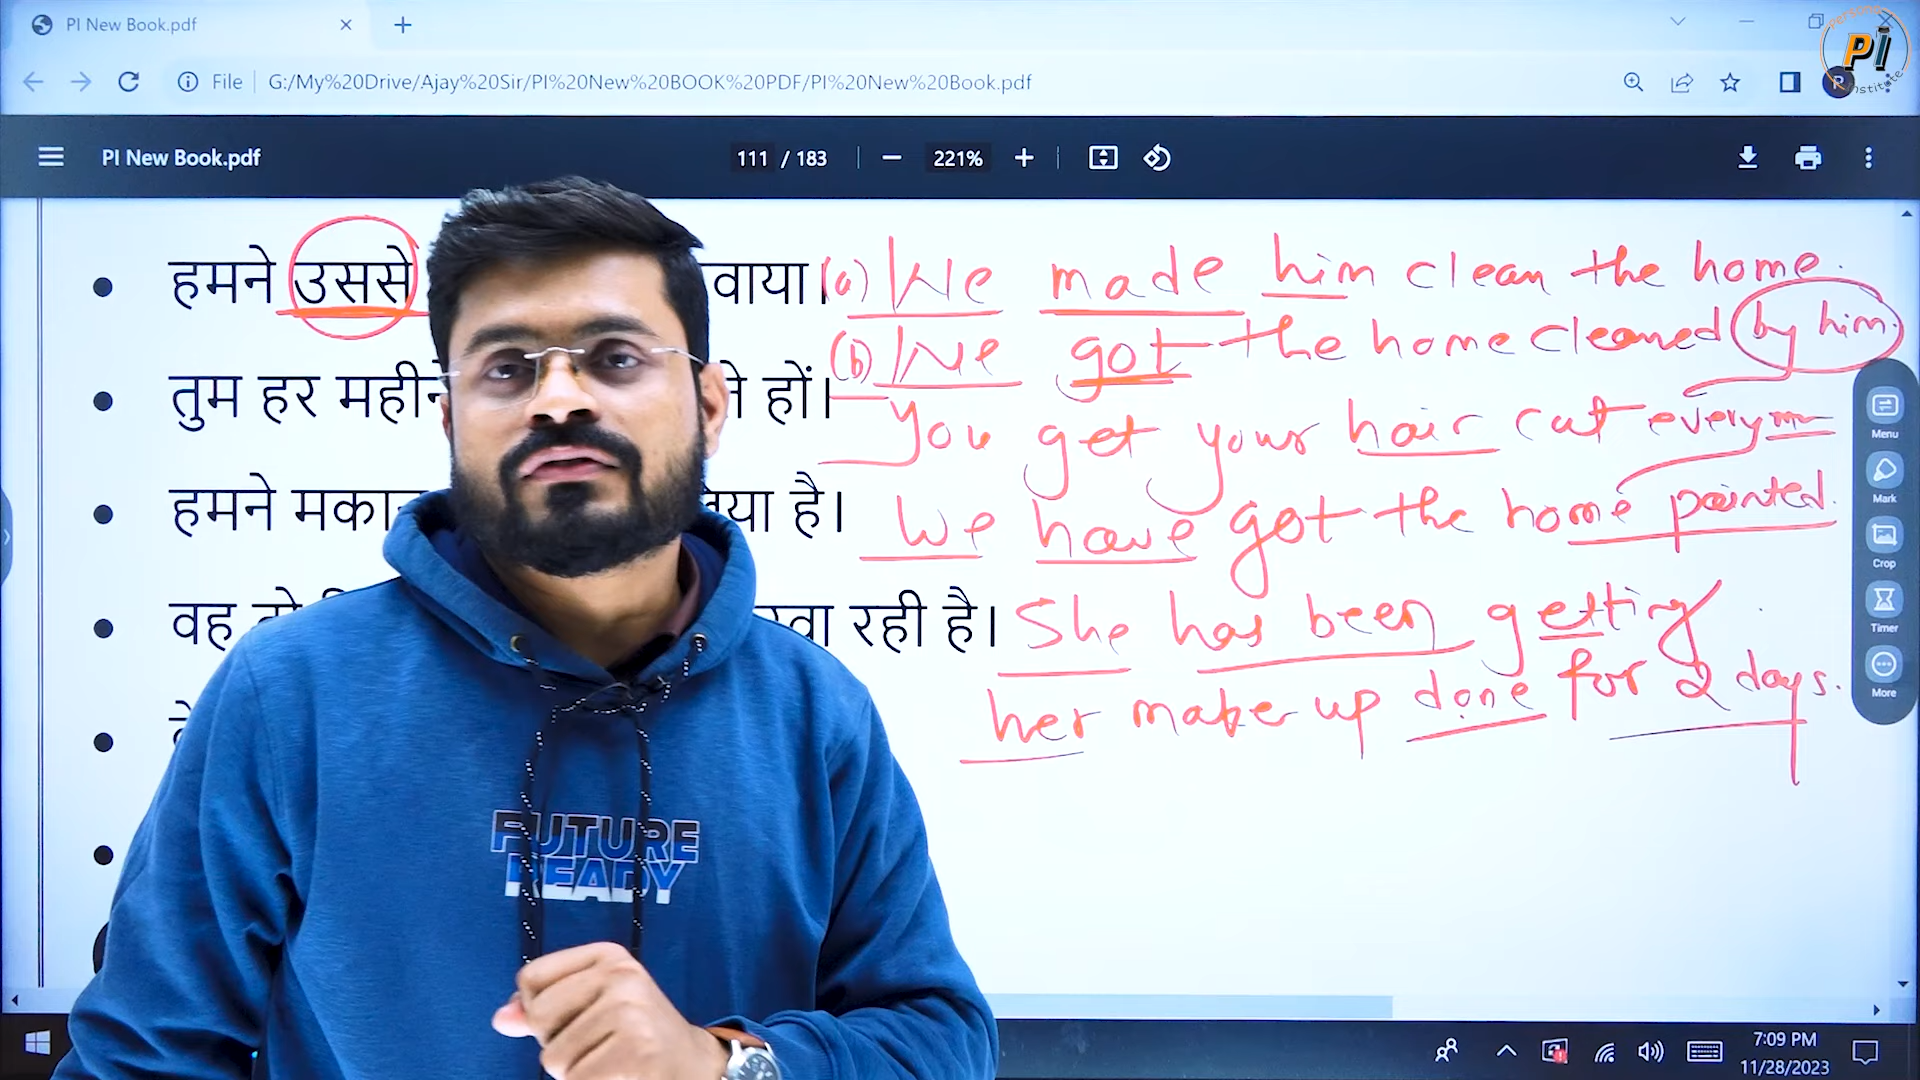 PI New Book.pdf
File G:/My%20Drive/Ajay%20Sir/PI%20New%20BOOK%20PDF/PI%20New%20Book.pdf
PI
Institute
PI New Book.pdf 111 / 183 221%
हमने उससे वाया। (a) We made him clean the home.
(b) We got the home cleaned by him.
तुम हर महीने हों। You get your hair cut every
हमने है। We have got the home painted.
वह रही है। She has been getting
her make up done for 2 days.
Menu
Mark
Crop
Timer
More
FUTURE
READY
7:09 PM
11/28/2023